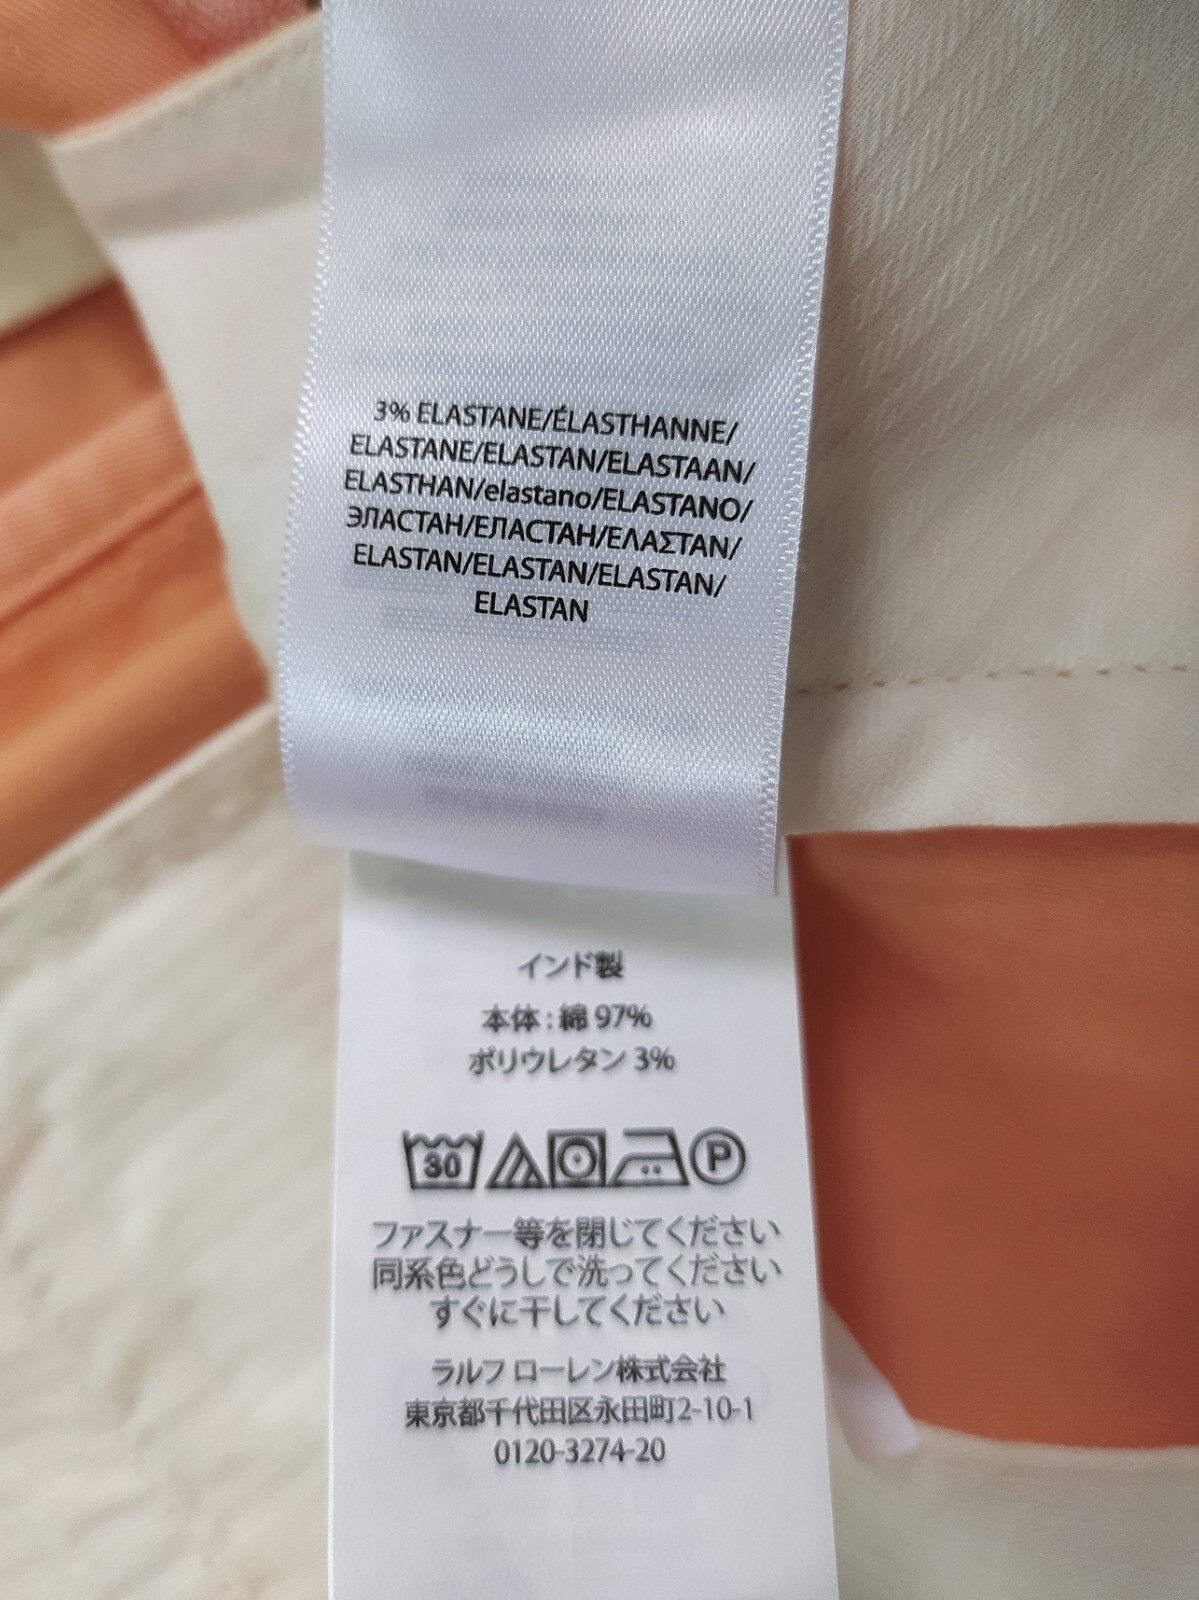 3% ELASTANE/ÉLASTHANNE/
ELASTANE/ELASTAN/ELASTAAN/
ELASTHAN/elastano/ELASTANO/
ЭЛАСТАН/ЕЛАСТАН/ΕΛΑΣΤΑΝ/
ELASTAN/ELASTAN/ELASTAN/
ELASTAN
インド製
本体 : 綿 97%
ポリウレタン 3%
30 P
ファスナー等を閉じてください
同系色どうしで洗ってください
すぐに干してください
ラルフ ローレン株式会社
東京都千代田区永田町2-10-1
0120-3274-20